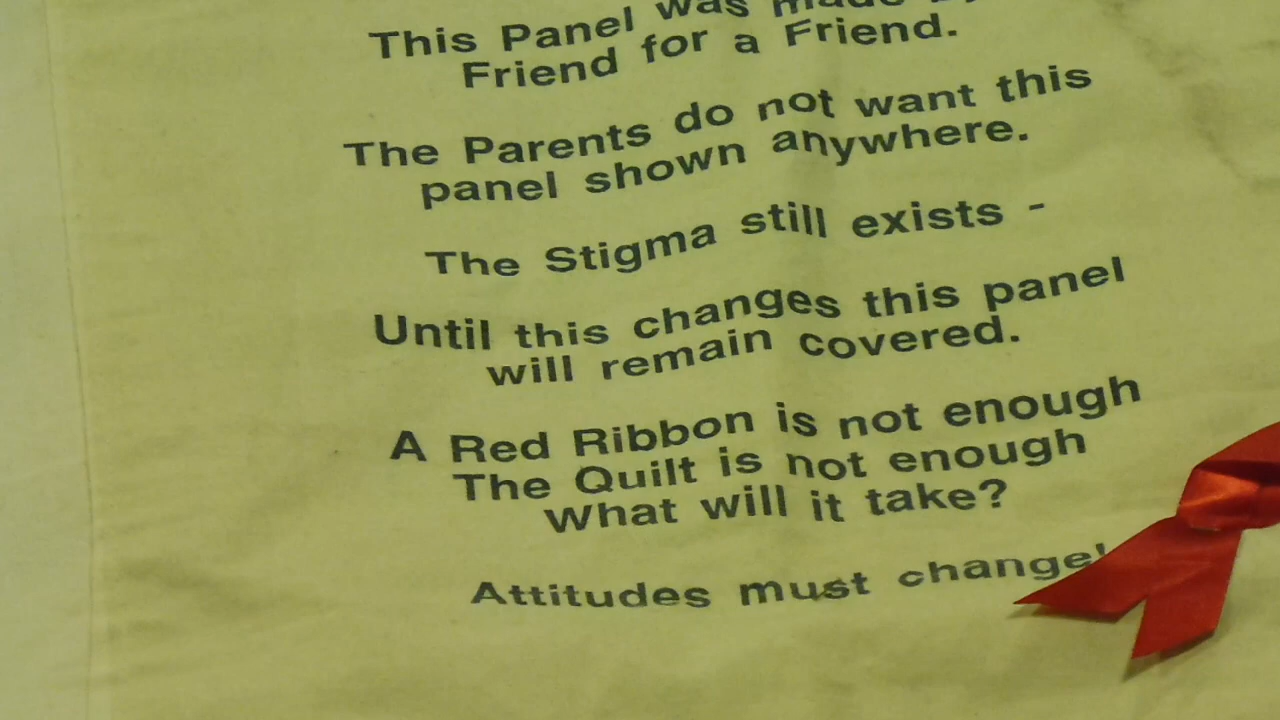 This Panel was made
Friend for a Friend.
The Parents do not want this
panel shown anywhere.
The Stigma still exists -
Until this changes this panel
will remain covered.
A Red Ribbon is not enough
The Quilt is not enough
What will it take?
Attitudes must change!